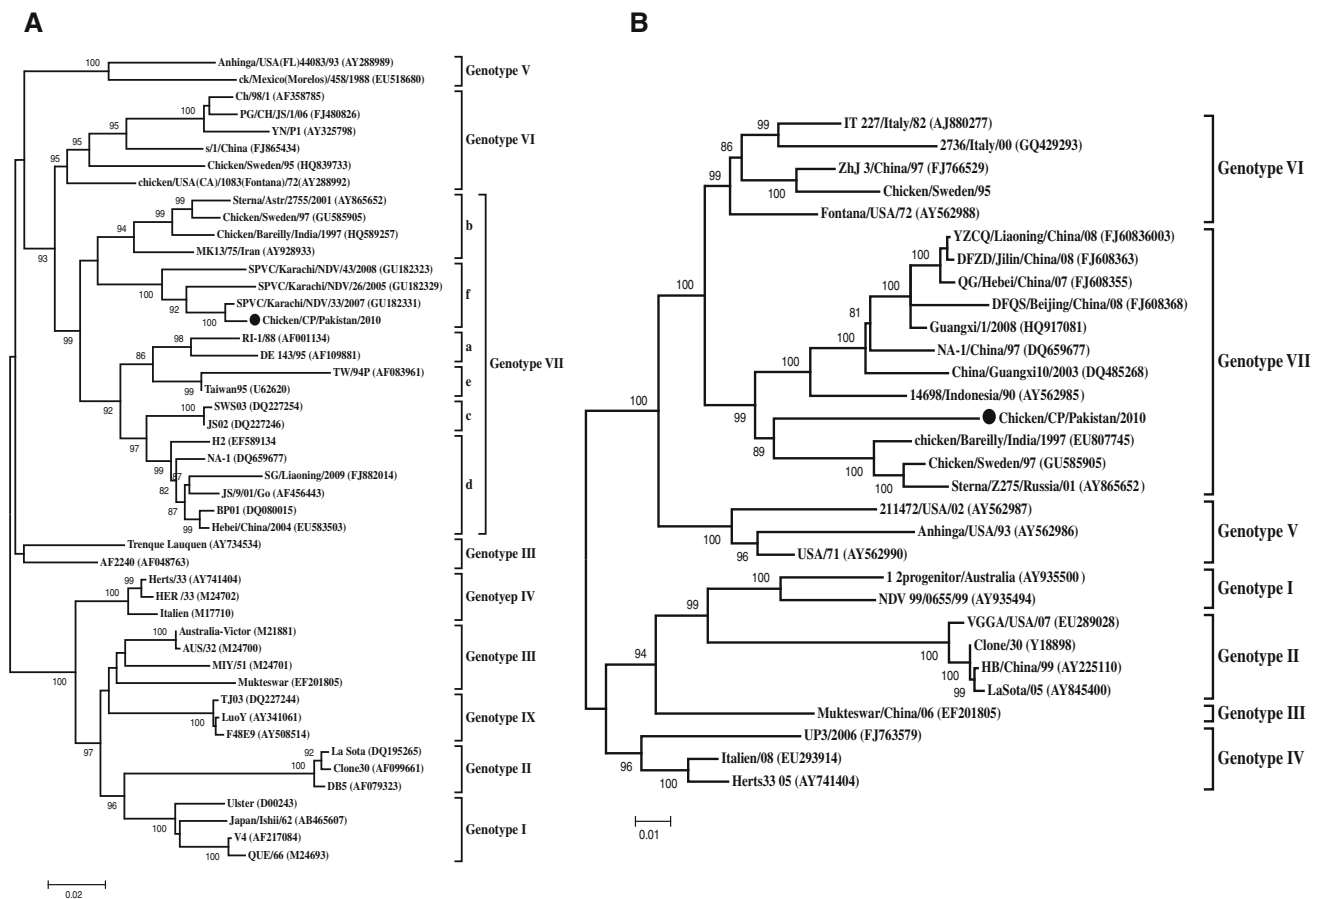 A
100
Anhinga/USA(FL)44083/93 (AY288989)
ck/Mexico(Morelos)/458/1988 (EU518680)
Genotype V
Ch/98/1 (AF358785)
100
PG/CH/JS/1/06 (FJ480826)
95
YN/P1 (AY325798)
Genotype VI
95
s/1/China (FJ865434)
95
Chicken/Sweden/95 (HQ839733)
chicken/USA(CA)/1083(Fontana)/72(AY288992)
99
Sterna/Astr/2755/2001 (AY865652)
99
Chicken/Sweden/97 (GU585905)
b
94
Chicken/Bareilly/India/1997 (HQ589257)
MK13/75/Iran (AY928933)
93
SPVC/Karachi/NDV/43/2008 (GU182323)
100
SPVC/Karachi/NDV/26/2005 (GU182329)
f
92
SPVC/Karachi/NDV/33/2007 (GU182331)
100
Chicken/CP/Pakistan/2010
99
98
RI-1/88 (AF001134)
a
86
DE 143/95 (AF109881)
Genotype VII
TW/94P (AF083961)
e
99
Taiwan95 (U62620)
92
100
SWS03 (DQ227254)
c
JS02 (DQ227246)
97
H2 (EF589134
99
NA-1 (DQ659677)
87
SG/Liaoning/2009 (FJ882014)
d
82
JS/9/01/Go (AF456443)
87
BP01 (DQ080015)
99
Hebei/China/2004 (EU583503)
Trenque Lauquen (AY734534)
Genotype III
AF2240 (AF048763)
99
Herts/33 (AY741404)
100
HER /33 (M24702)
Genotyep IV
Italien (M17710)
100
Australia-Victor (M21881)
AUS/32 (M24700)
Genotype III
MIY/51 (M24701)
100
Mukteswar (EF201805)
TJ03 (DQ227244)
100
LuoY (AY341061)
Genotype IX
F48E9 (AY508514)
97
92
La Sota (DQ195265)
100
Clone30 (AF099661)
Genotype II
DB5 (AF079323)
96
Ulster (D00243)
100
Japan/Ishii/62 (AB465607)
Genotype I
V4 (AF217084)
100
QUE/66 (M24693)
0.02
B
99
IT 227/Italy/82 (AJ880277)
86
2736/Italy/00 (GQ429293)
99
ZhJ 3/China/97 (FJ766529)
Genotype VI
100
Chicken/Sweden/95
Fontana/USA/72 (AY562988)
YZCQ/Liaoning/China/08 (FJ60836003)
100
DFZD/Jilin/China/08 (FJ608363)
QG/Hebei/China/07 (FJ608355)
100
DFQS/Beijing/China/08 (FJ608368)
100
81
Guangxi/1/2008 (HQ917081)
100
NA-1/China/97 (DQ659677)
100
China/Guangxi10/2003 (DQ485268)
Genotype VII
14698/Indonesia/90 (AY562985)
100
99
Chicken/CP/Pakistan/2010
89
chicken/Bareilly/India/1997 (EU807745)
100
Chicken/Sweden/97 (GU585905)
100
Sterna/Z275/Russia/01 (AY865652)
211472/USA/02 (AY562987)
100
Anhinga/USA/93 (AY562986)
Genotype V
96
USA/71 (AY562990)
100
1 2progenitor/Australia (AY935500 )
Genotype I
99
NDV 99/0655/99 (AY935494)
VGGA/USA/07 (EU289028)
100
Clone/30 (Y18898)
Genotype II
94
100
HB/China/99 (AY225110)
99
LaSota/05 (AY845400)
Mukteswar/China/06 (EF201805)
Genotype III
UP3/2006 (FJ763579)
96
Italien/08 (EU293914)
Genotype IV
100
Herts33 05 (AY741404)
0.01